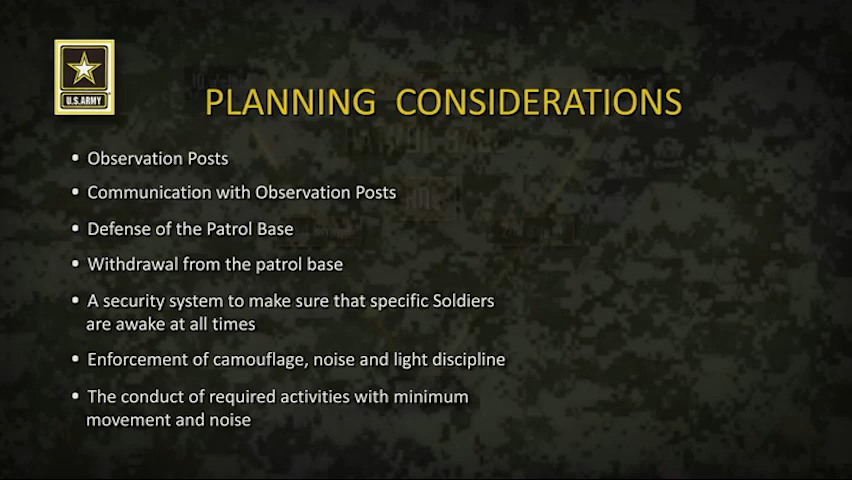 U.S.ARMY
PLANNING CONSIDERATIONS
• Observation Posts
• Communication with Observation Posts
• Defense of the Patrol Base
• Withdrawal from the patrol base
• A security system to make sure that specific Soldiers
are awake at all times
• Enforcement of camouflage, noise and light discipline
• The conduct of required activities with minimum
movement and noise